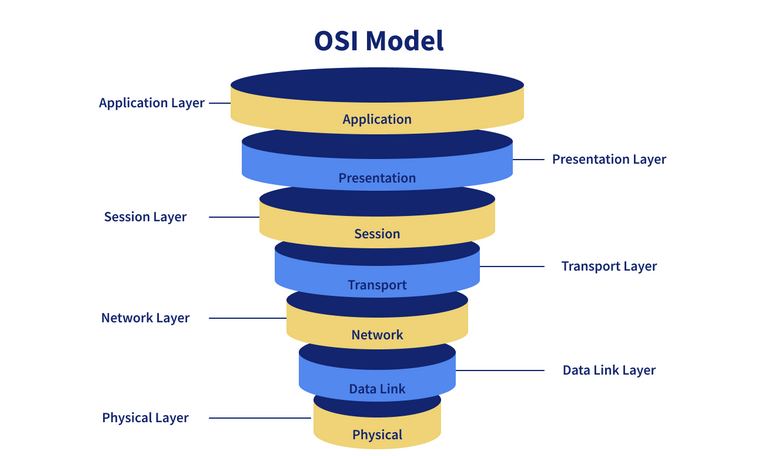 OSI Model
Application Layer
Application
Presentation Layer
Presentation
Session Layer
Session
Transport Layer
Transport
Network Layer
Network
Data Link Layer
Data Link
Physical Layer
Physical